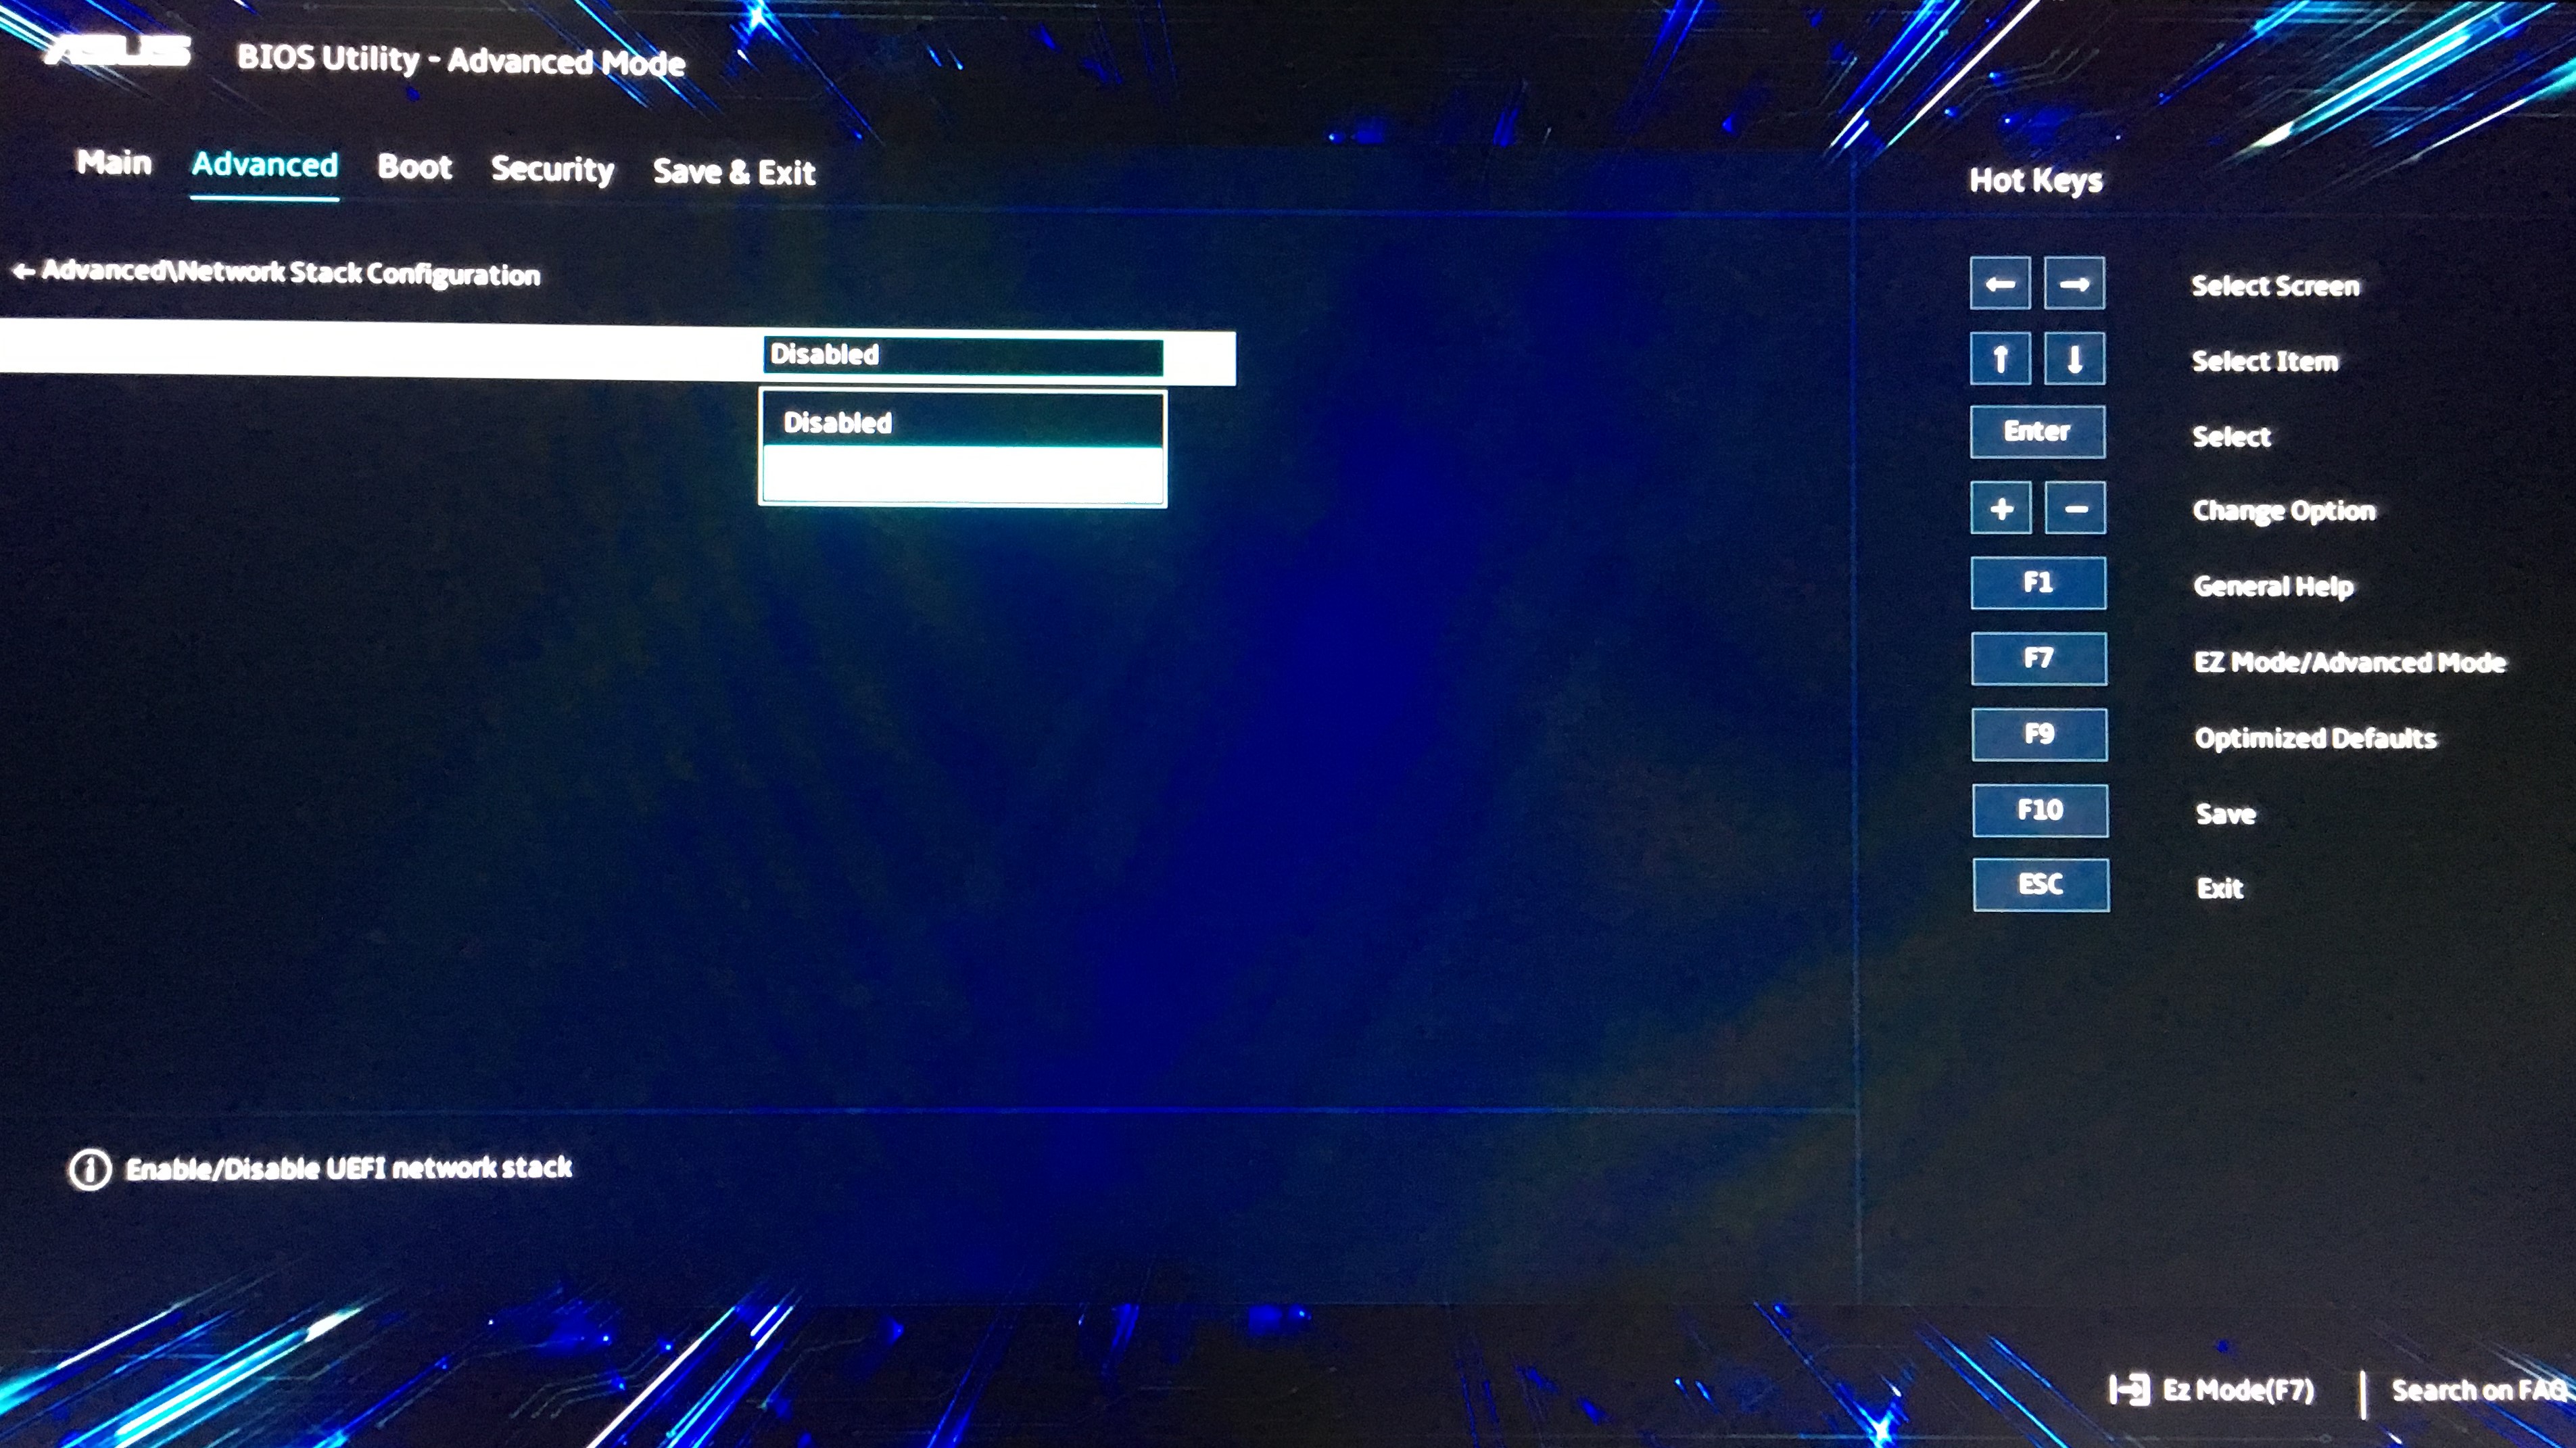 ASUS BIOS Utility - Advanced Mode
Main Advanced Boot Security Save & Exit
← Advanced\Network Stack Configuration
Disabled
Disabled
Enable/Disable UEFI network stack
Hot Keys
← → Select Screen
↑ ↓ Select Item
Enter Select
+ - Change Option
F1 General Help
F7 EZ Mode/Advanced Mode
F9 Optimized Defaults
F10 Save
ESC Exit
Ez Mode(F7) | Search on FAQ